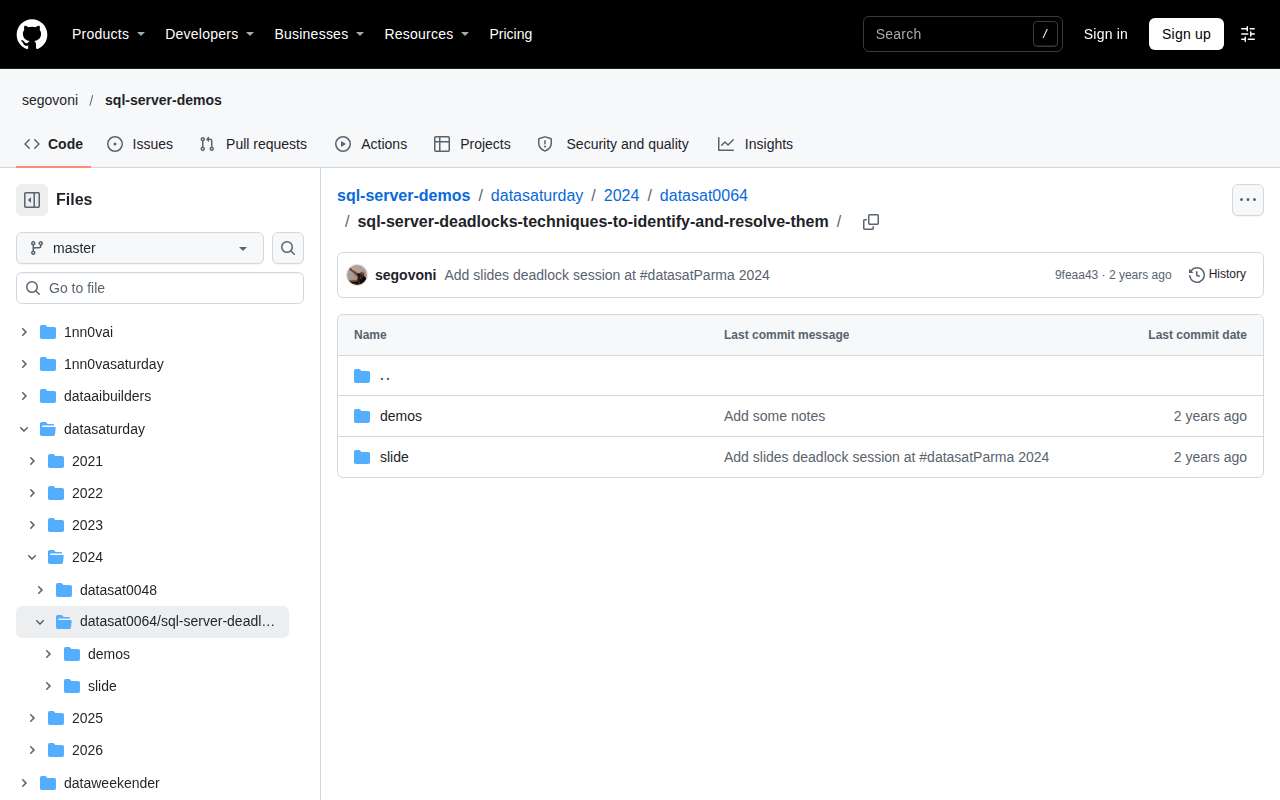 Products Developers Businesses Resources Pricing Search / Sign in Sign up
segovoni / sql-server-demos
Code Issues Pull requests Actions Projects Security and quality Insights
Files
master
Go to file
1nn0vai
1nn0vasaturday
dataaibuilders
datasaturday
2021
2022
2023
2024
datasat0048
datasat0064/sql-server-deadl…
demos
slide
2025
2026
dataweekender
sql-server-demos / datasaturday / 2024 / datasat0064
/ sql-server-deadlocks-techniques-to-identify-and-resolve-them /
segovoni Add slides deadlock session at #datasatParma 2024 9feaa43 · 2 years ago History
Name Last commit message Last commit date
..
demos Add some notes 2 years ago
slide Add slides deadlock session at #datasatParma 2024 2 years ago